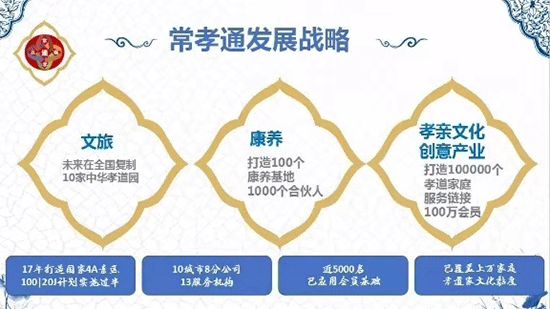 常孝通发展战略
文旅
未来在全国复制
10家中华孝道园
康养
打造100个
康养基地
1000个合伙人
孝亲文化
创意产业
打造100000个
孝道家庭
服务链接
100万会员
17年打造国家4A景区
100|20J计划实施过半
10城市8分公司
13服务机构
近5000名
已应用会员基础
已覆盖上万家庭
孝道家文化